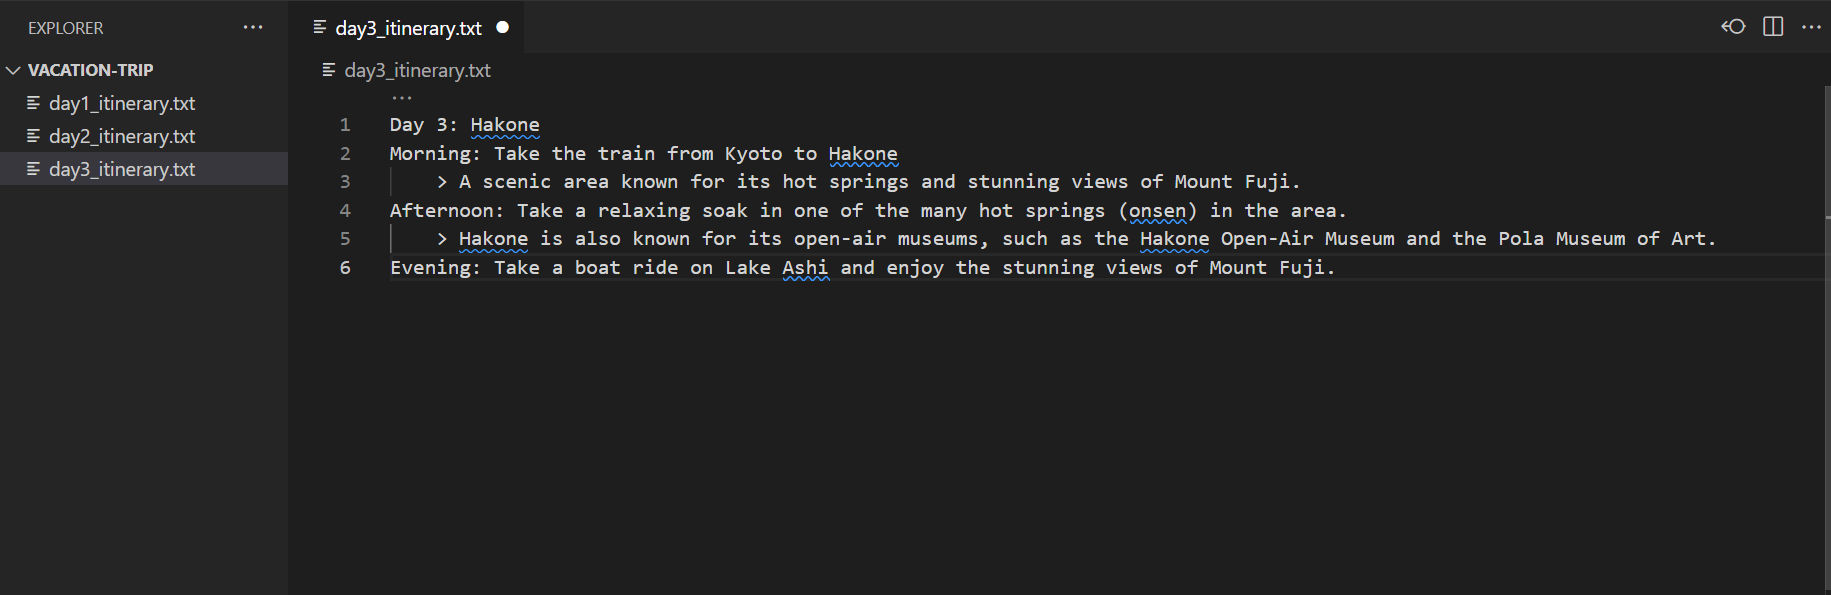 EXPLORER
VACATION-TRIP
day1_itinerary.txt
day2_itinerary.txt
day3_itinerary.txt
day3_itinerary.txt
day3_itinerary.txt
1 Day 3: Hakone
2 Morning: Take the train from Kyoto to Hakone
3 > A scenic area known for its hot springs and stunning views of Mount Fuji.
4 Afternoon: Take a relaxing soak in one of the many hot springs (onsen) in the area.
5 > Hakone is also known for its open-air museums, such as the Hakone Open-Air Museum and the Pola Museum of Art.
6 Evening: Take a boat ride on Lake Ashi and enjoy the stunning views of Mount Fuji.